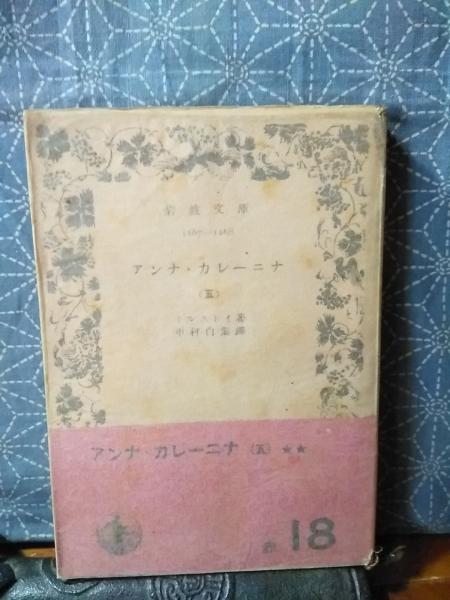 岩波文庫
アンナ・カレーニナ
(五)
トルストイ著
中村白葉譯
アンナ・カレーニナ (五) ★★
18